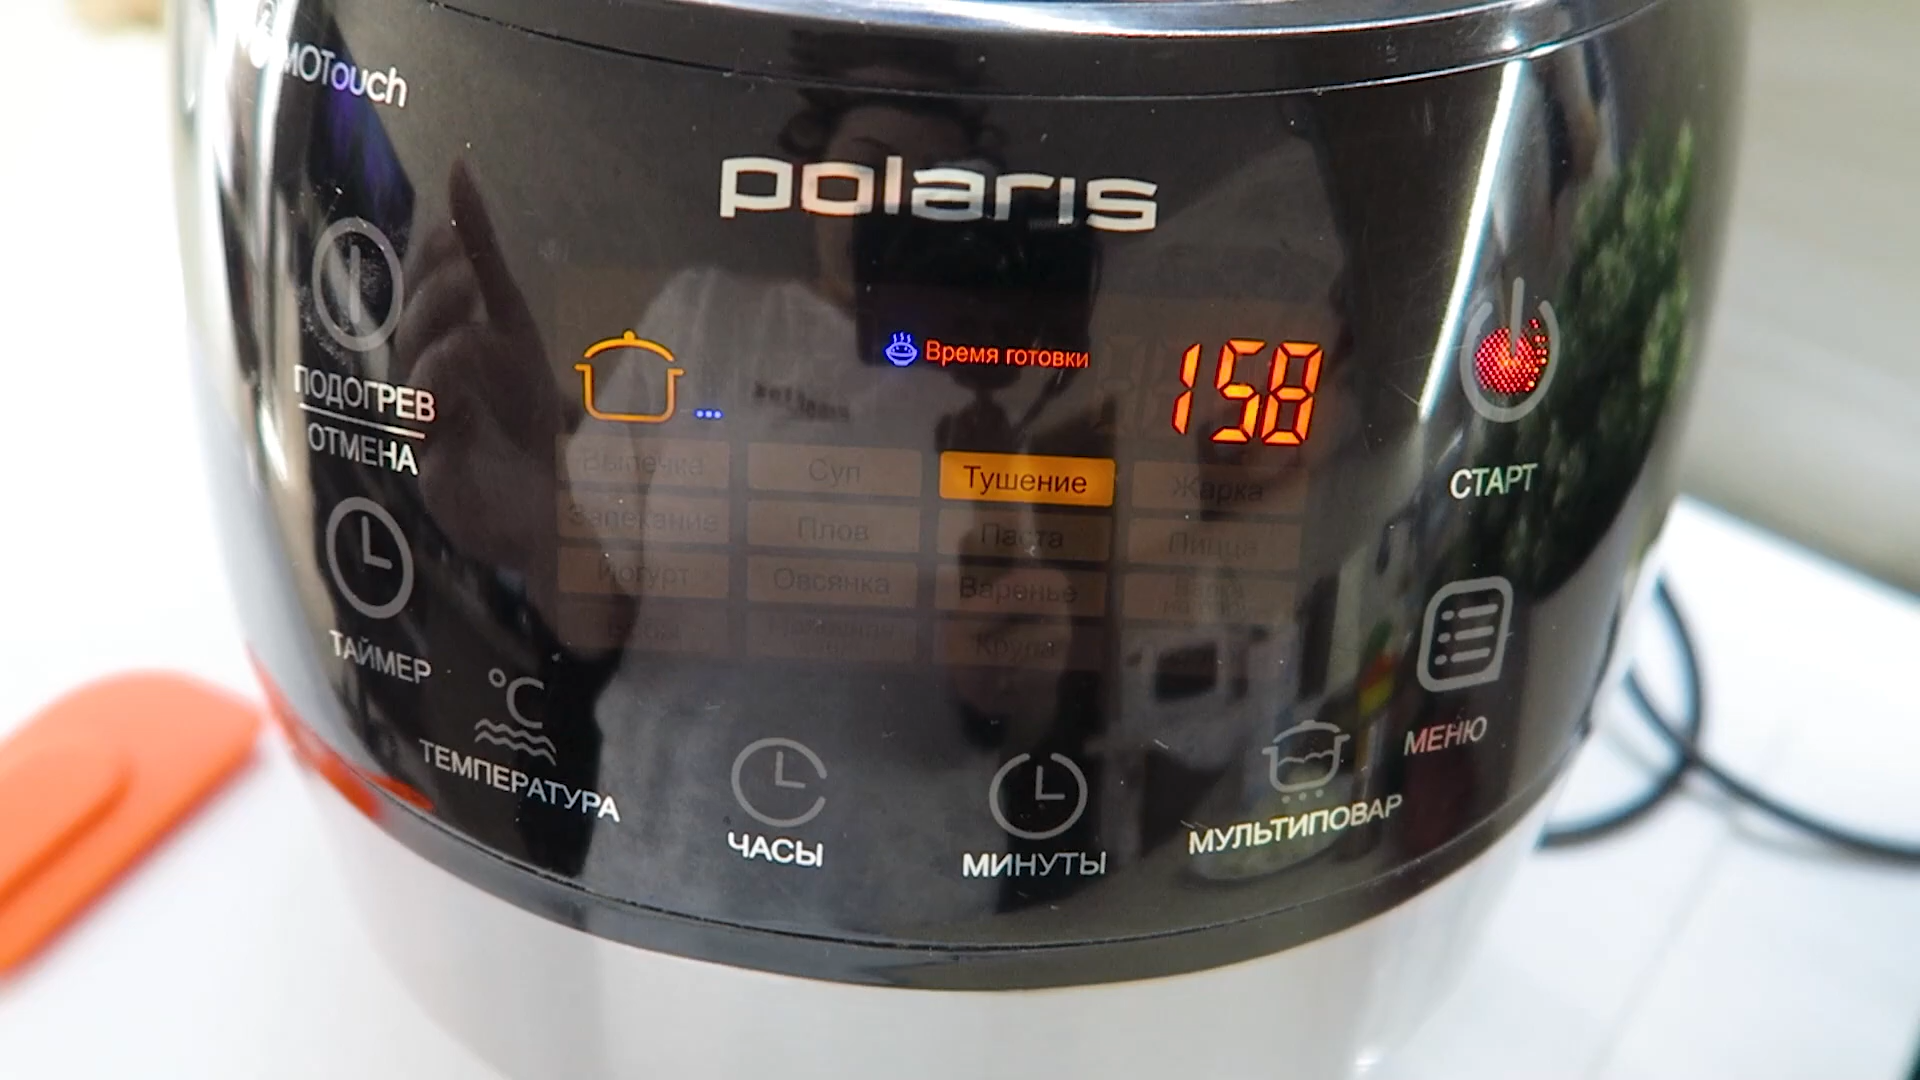 MOTouch
polaris
ПОДОГРЕВ
ОТМЕНА
Время готовки
158
СТАРТ
Выпечка Суп Тушение Жарка
Запекание Плов Паста Пицца
Йогурт Овсянка Варенье
Крупа
ТАЙМЕР
МЕНЮ
°C
ТЕМПЕРАТУРА
ЧАСЫ
МИНУТЫ
МУЛЬТИПОВАР